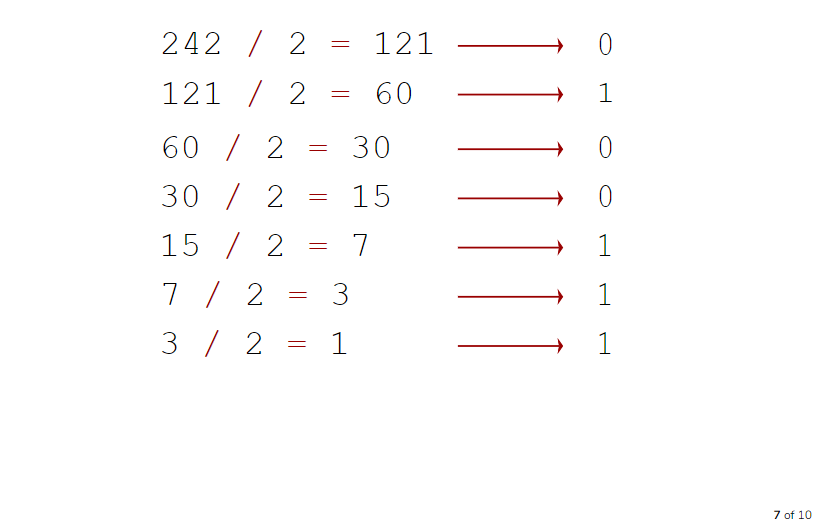 242 / 2 = 121 ⟶ 0
121 / 2 = 60 ⟶ 1
60 / 2 = 30 ⟶ 0
30 / 2 = 15 ⟶ 0
15 / 2 = 7 ⟶ 1
7 / 2 = 3 ⟶ 1
3 / 2 = 1 ⟶ 1
7 of 10